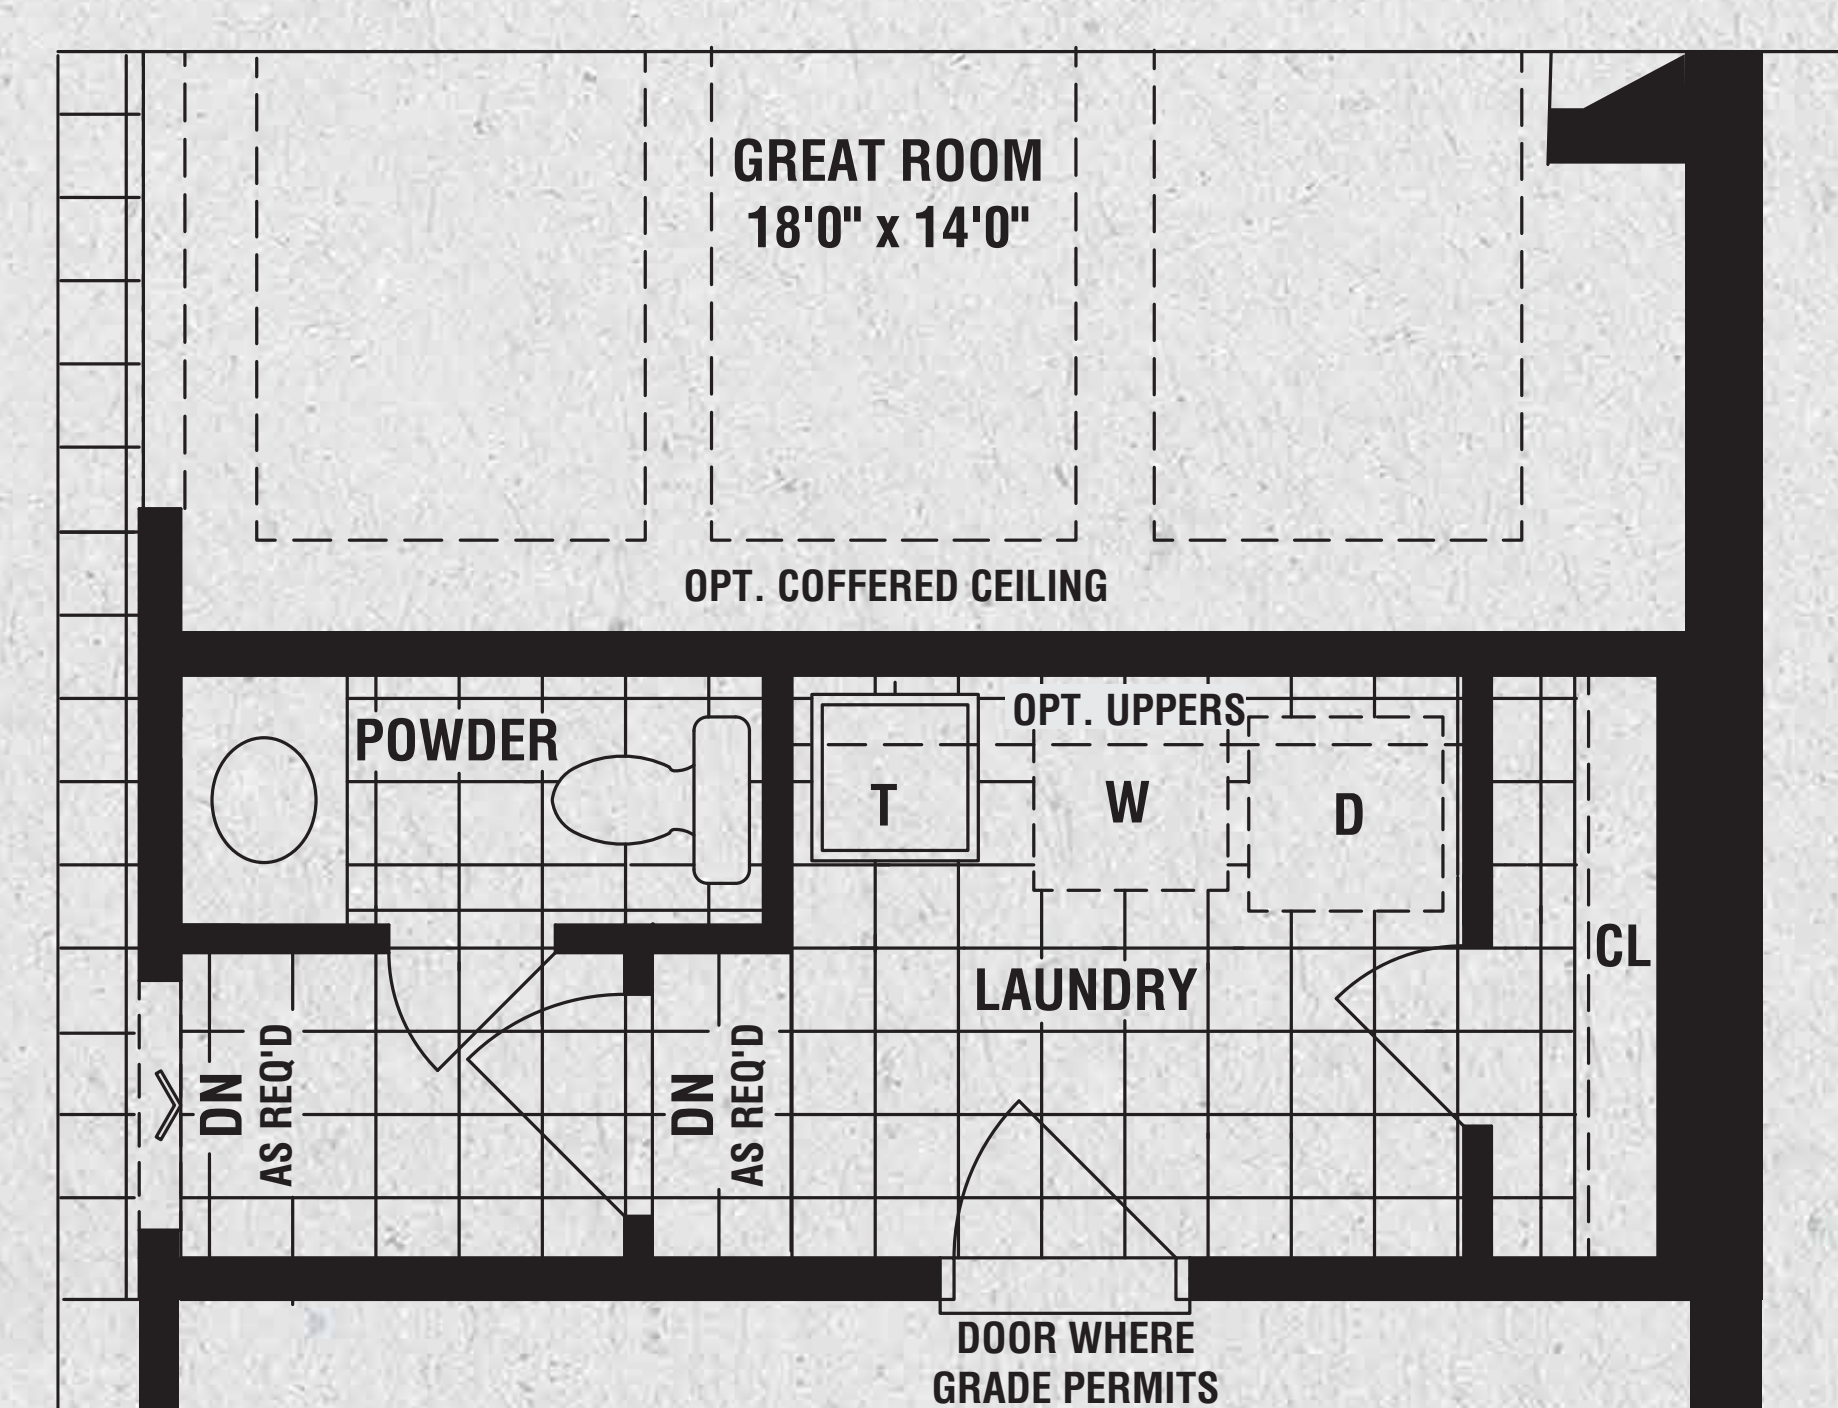 GREAT ROOM
18'0" x 14'0"
OPT. COFFERED CEILING
POWDER
OPT. UPPERS
T
W
D
CL
LAUNDRY
DN
AS REQ'D
DN
AS REQ'D
DOOR WHERE
GRADE PERMITS